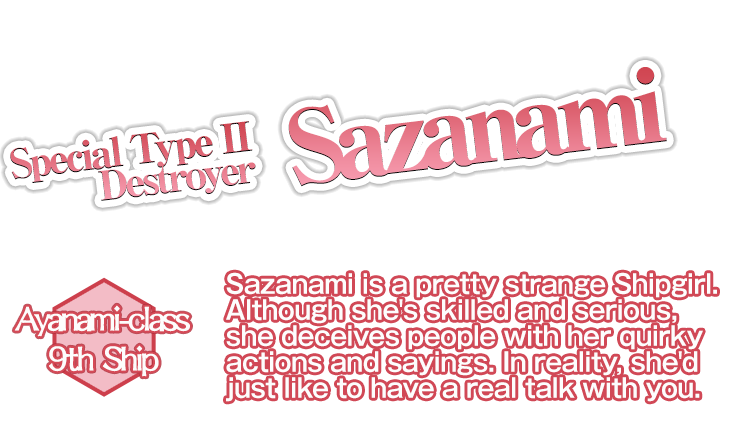 Special Type II
Destroyer
Sazanami
Ayanami-class
9th Ship
Sazanami is a pretty strange Shipgirl.
Although she's skilled and serious,
she deceives people with her quirky
actions and sayings. In reality, she'd
just like to have a real talk with you.